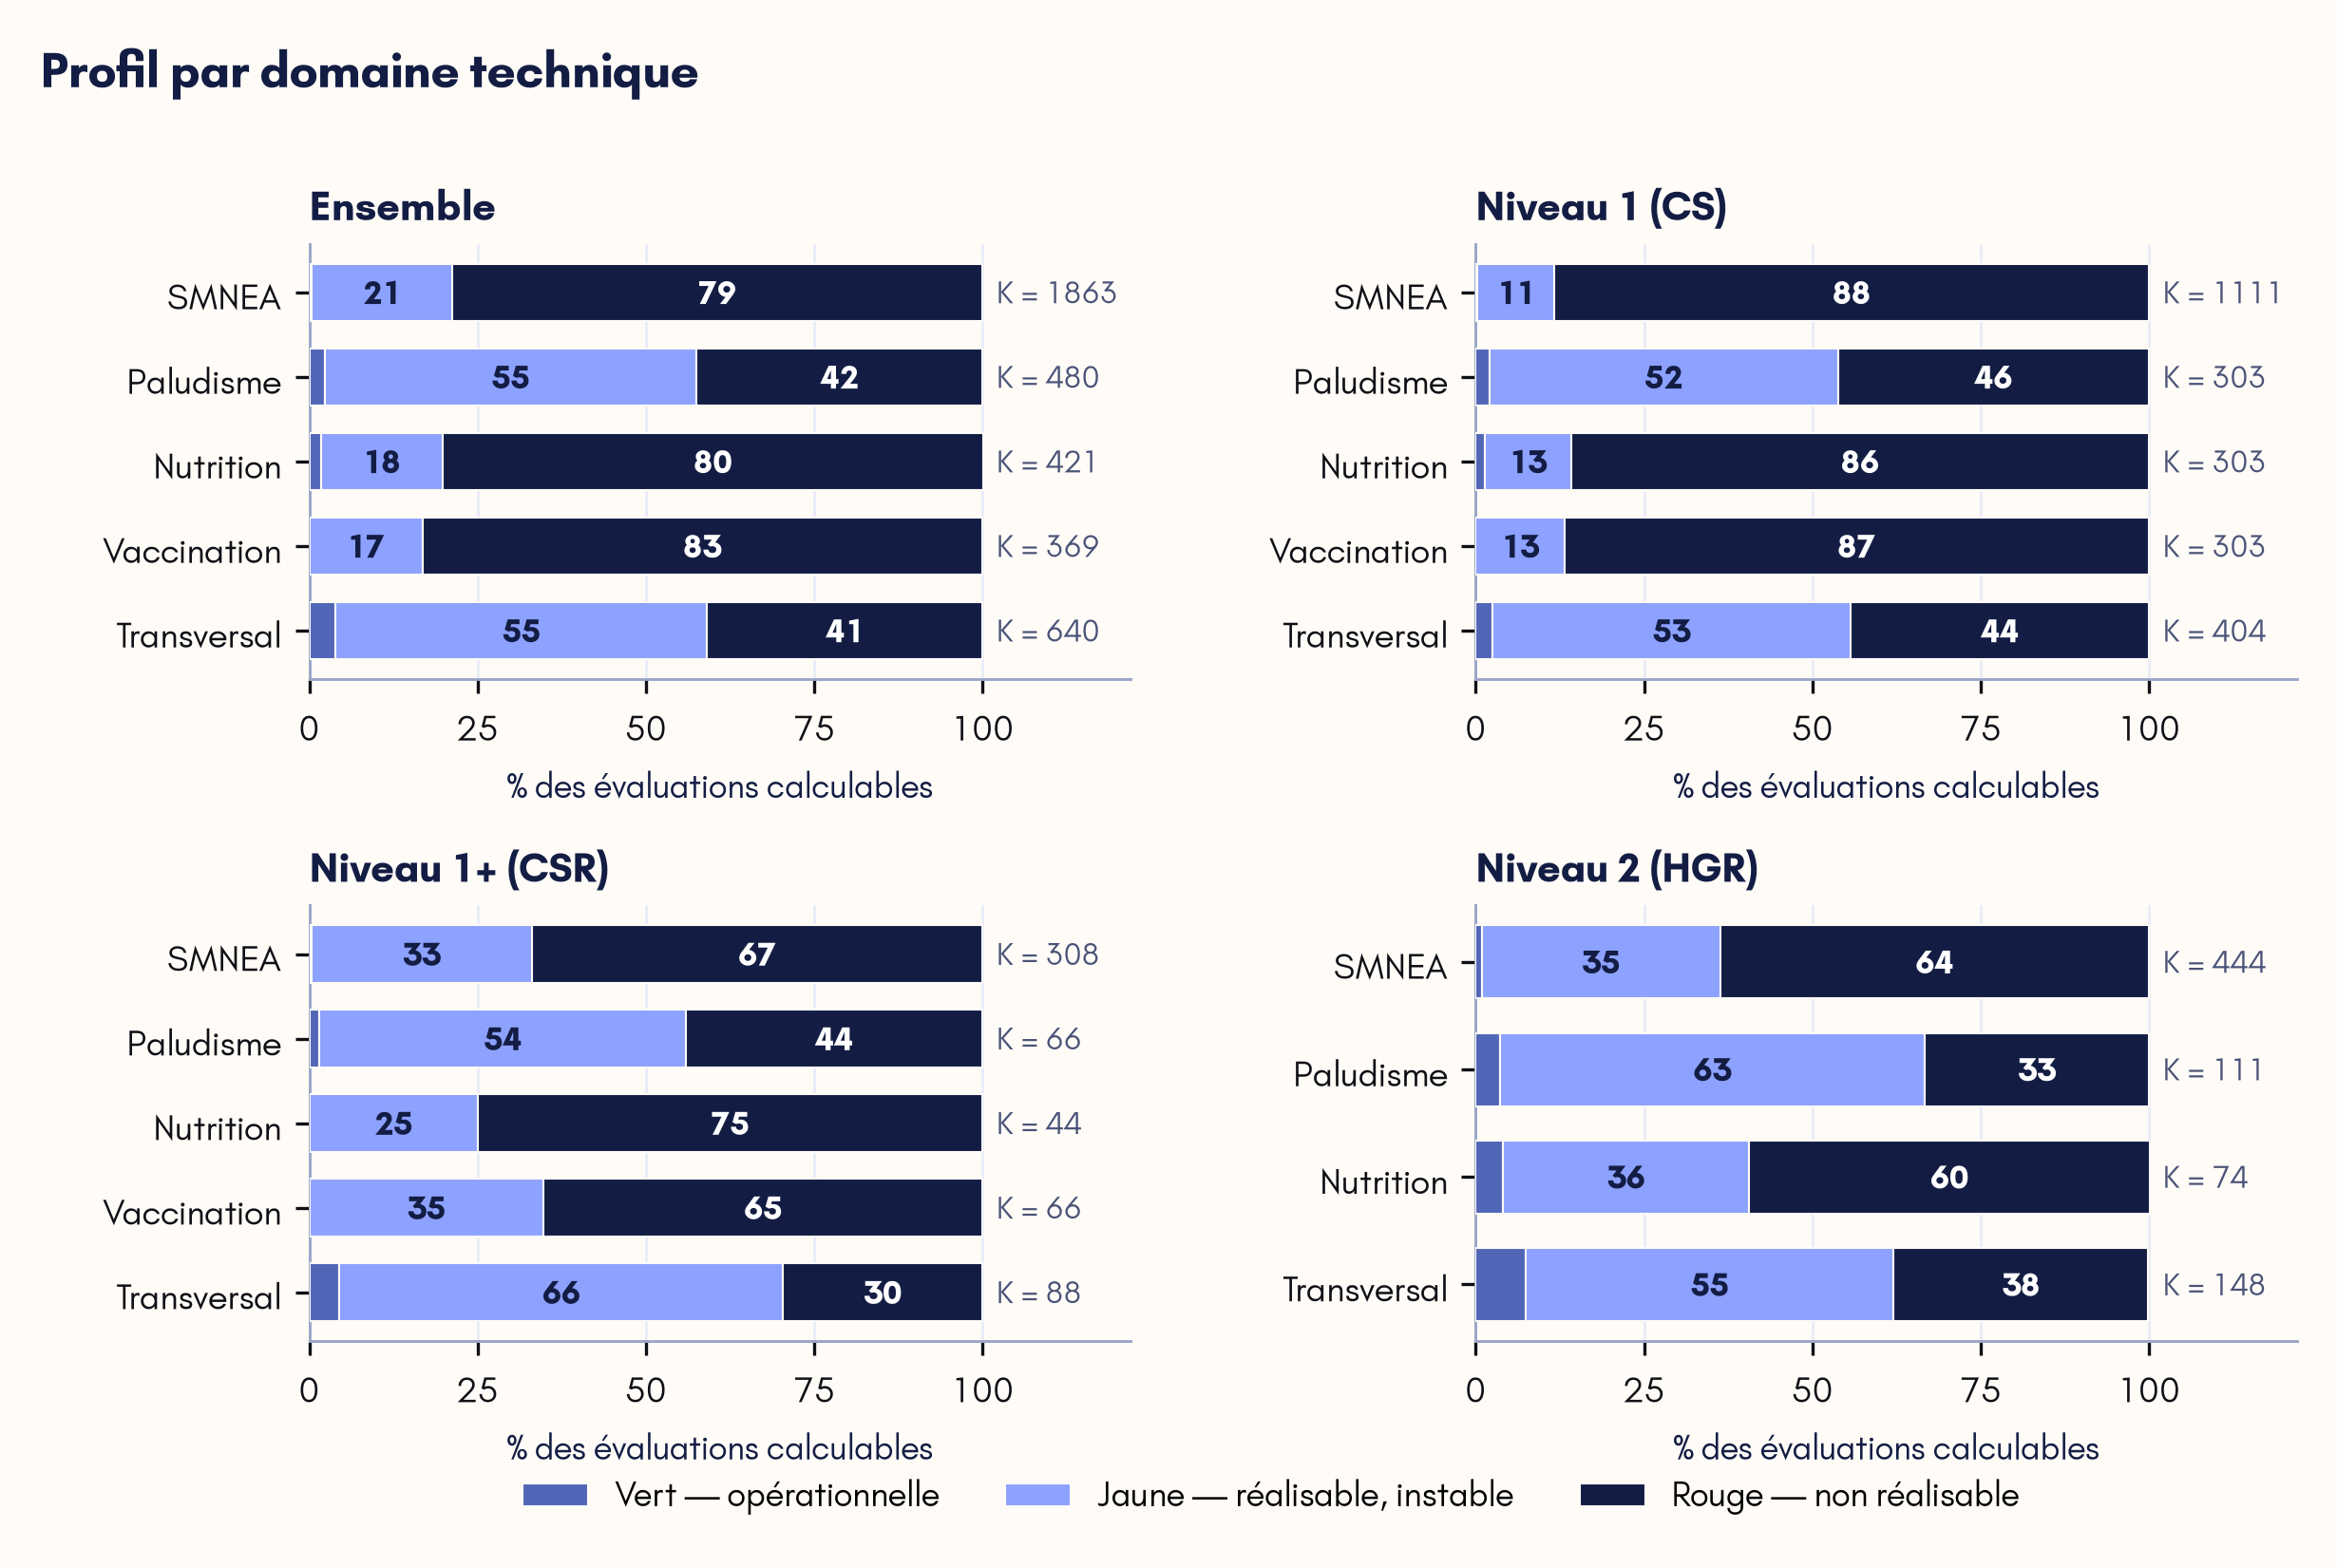 Profil par domaine technique
Ensemble
SMNEA 21 79 K = 1863
Paludisme 55 42 K = 480
Nutrition 18 80 K = 421
Vaccination 17 83 K = 369
Transversal 55 41 K = 640
0 25 50 75 100
% des évaluations calculables
Niveau 1 (CS)
SMNEA 11 88 K = 1111
Paludisme 52 46 K = 303
Nutrition 13 86 K = 303
Vaccination 13 87 K = 303
Transversal 53 44 K = 404
0 25 50 75 100
% des évaluations calculables
Niveau 1+ (CSR)
SMNEA 33 67 K = 308
Paludisme 54 44 K = 66
Nutrition 25 75 K = 44
Vaccination 35 65 K = 66
Transversal 66 30 K = 88
0 25 50 75 100
% des évaluations calculables
Niveau 2 (HGR)
SMNEA 35 64 K = 444
Paludisme 63 33 K = 111
Nutrition 36 60 K = 74
Transversal 55 38 K = 148
0 25 50 75 100
% des évaluations calculables
Vert — opérationnelle Jaune — réalisable, instable Rouge — non réalisable